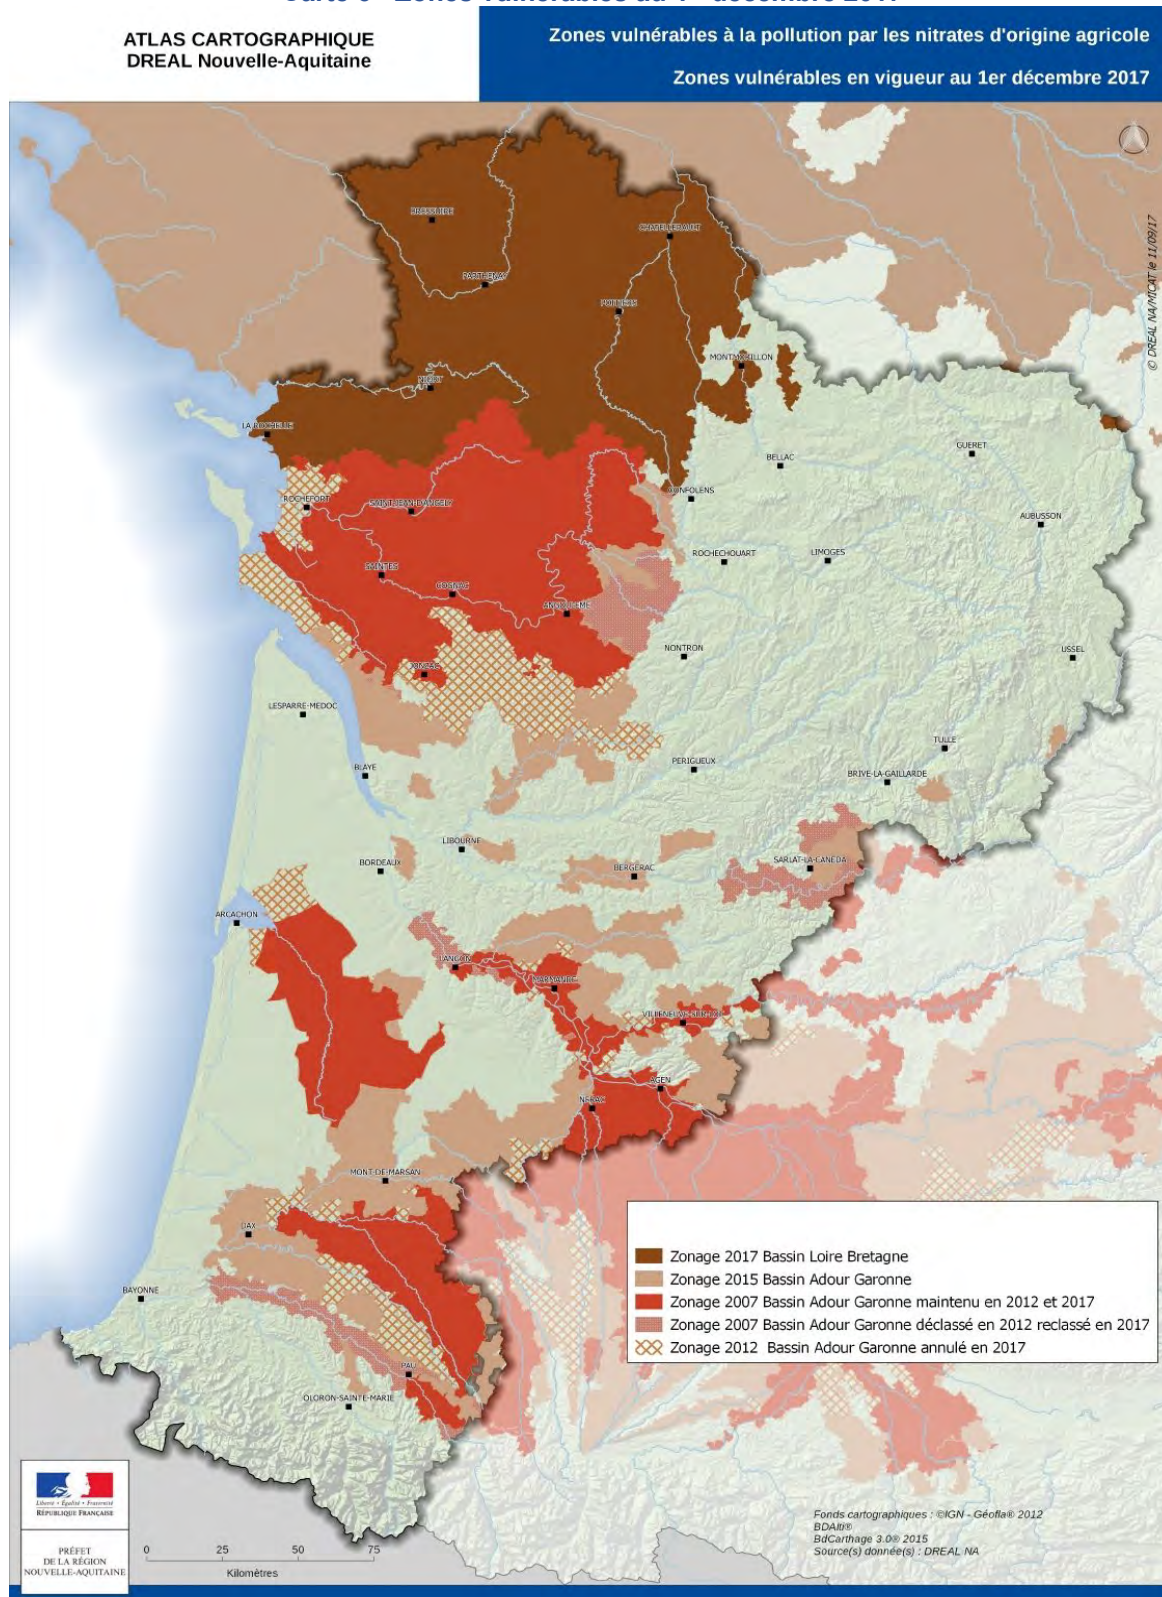 ATLAS CARTOGRAPHIQUE
DREAL Nouvelle-Aquitaine
Zones vulnérables à la pollution par les nitrates d'origine agricole
Zones vulnérables en vigueur au 1er décembre 2017
© DREAL NA/MICAT le 11/09/17
BRESSUIRE
CHATELLERAULT
PARTHENAY
POITIERS
MONTMORILLON
NIORT
LA ROCHELLE
GUERET
BELLAC
CONFOLENS
ROCHEFORT
SAINT-JEAN-D'ANGELY
AUBUSSON
ROCHECHOUART
LIMOGES
SAINTES
COGNAC
ANGOULEME
NONTRON
USSEL
JONZAC
LESPARRE-MEDOC
TULLE
PERIGUEUX
BLAYE
BRIVE-LA-GAILLARDE
LIBOURNE
BORDEAUX
BERGERAC
SARLAT-LA-CANEDA
ARCACHON
LANGON
MARMANDE
VILLENEUVE-SUR-LOT
AGEN
NERAC
MONT-DE-MARSAN
DAX
BAYONNE
PAU
OLORON-SAINTE-MARIE
Zonage 2017 Bassin Loire Bretagne
Zonage 2015 Bassin Adour Garonne
Zonage 2007 Bassin Adour Garonne maintenu en 2012 et 2017
Zonage 2007 Bassin Adour Garonne déclassé en 2012 reclassé en 2017
Zonage 2012 Bassin Adour Garonne annulé en 2017
Liberté • Égalité • Fraternité
RÉPUBLIQUE FRANÇAISE
PRÉFET
DE LA RÉGION
NOUVELLE-AQUITAINE
0 25 50 75
Kilomètres
Fonds cartographiques : ©IGN - Géofla® 2012
BDAlti®
BdCarthage 3.0® 2015
Source(s) donnée(s) : DREAL NA